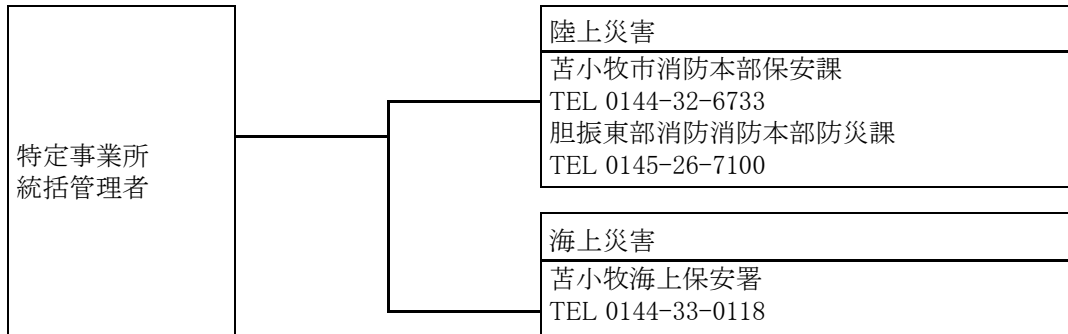 特定事業所
統括管理者
陸上災害
苫小牧市消防本部保安課
TEL 0144-32-6733
胆振東部消防消防本部防災課
TEL 0145-26-7100
海上災害
苫小牧海上保安署
TEL 0144-33-0118